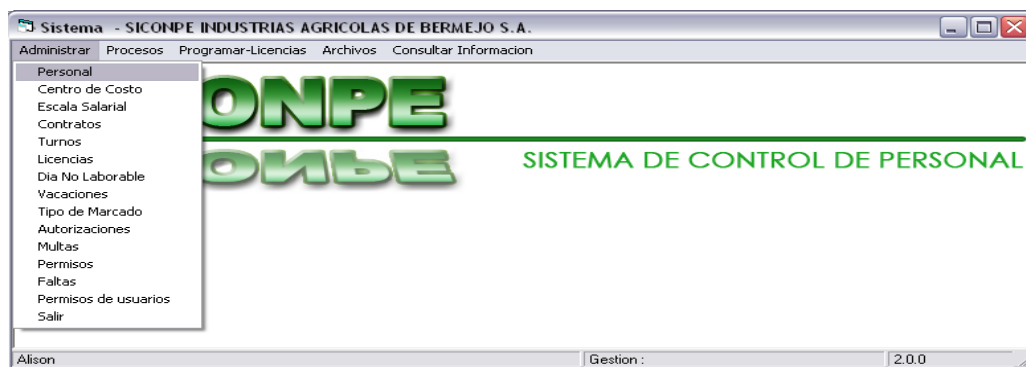 Sistema - SICONPE INDUSTRIAS AGRICOLAS DE BERMEJO S.A.
Administrar Procesos Programar-Licencias Archivos Consultar Informacion
Personal
Centro de Costo
Escala Salarial
Contratos
Turnos
Licencias
Dia No Laborable
Vacaciones
Tipo de Marcado
Autorizaciones
Multas
Permisos
Faltas
Permisos de usuarios
Salir
ONPE
SISTEMA DE CONTROL DE PERSONAL
Alison Gestion : 2.0.0